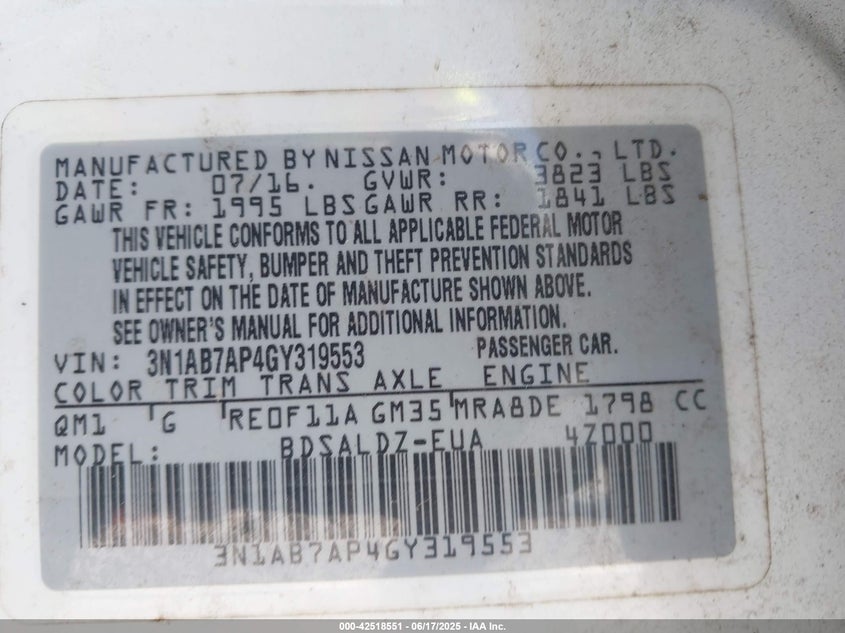 MANUFACTURED BY NISSAN MOTOR CO., LTD.
DATE: 07/16. GVWR: 3823 LBS
GAWR FR: 1995 LBS GAWR RR: 1841 LBS
THIS VEHICLE CONFORMS TO ALL APPLICABLE FEDERAL MOTOR
VEHICLE SAFETY, BUMPER AND THEFT PREVENTION STANDARDS
IN EFFECT ON THE DATE OF MANUFACTURE SHOWN ABOVE.
SEE OWNER'S MANUAL FOR ADDITIONAL INFORMATION.
VIN: 3N1AB7AP4GY319553 PASSENGER CAR.
COLOR TRIM TRANS AXLE ENGINE
QM1 G RE0F11A GM35 MRA8DE 1798 CC
MODEL: BDSALDZ-EUA 4Z000
3N1AB7AP4GY319553
000-42518551 - 06/17/2025 - IAA Inc.